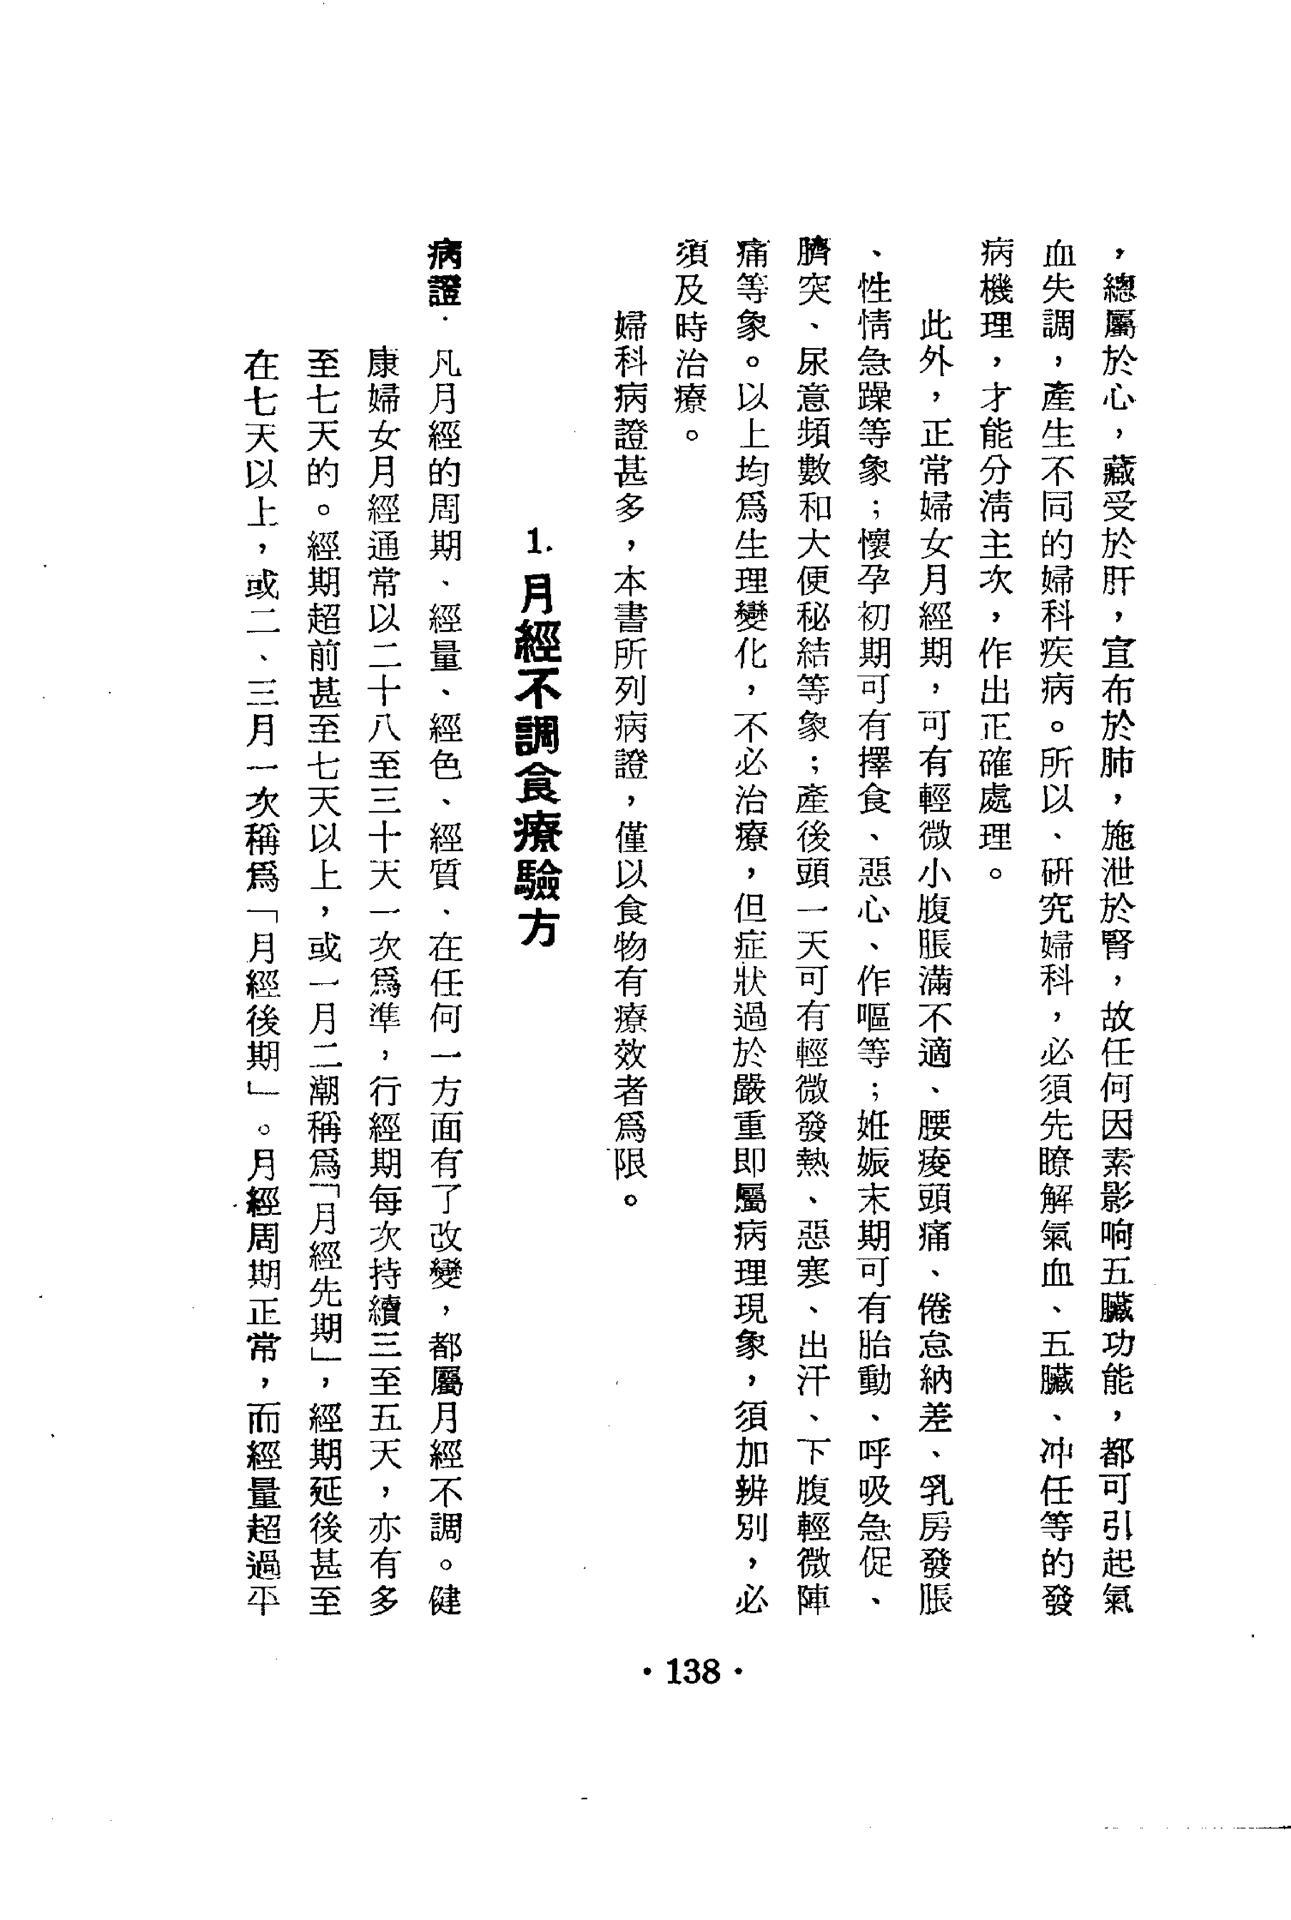 ，總屬於心，藏受於肝，宣布於肺，施泄於腎，故任何因素影响五臟功能，都可引起氣
血失調，產生不同的婦科疾病。所以、研究婦科，必須先瞭解氣血、五臟、冲任等的發
病機理，才能分淸主次，作出正確處理。
此外，正常婦女月經期，可有輕微小腹脹滿不適、腰痠頭痛、倦怠納差、乳房發脹
、性情急躁等象；懷孕初期可有擇食、惡心、作嘔等；姙娠末期可有胎動、呼吸急促、
臍突、尿意頻數和大便秘結等象；產後頭一天可有輕微發熱、惡寒、出汗、下腹輕微陣
痛等象。以上均爲生理變化，不必治療，但症狀過於嚴重即屬病理現象，須加辨別，必
須及時治療。
婦科病證甚多，本書所列病證，僅以食物有療效者爲限。
1. 月經不調食療驗方
病證．凡月經的周期、經量、經色、經質、在任何一方面有了改變，都屬月經不調。健
康婦女月經通常以二十八至三十天一次爲準，行經期每次持續三至五天，亦有多
至七天的。經期超前甚至七天以上，或一月二潮稱爲「月經先期」，經期延後甚至
在七天以上，或二、三月一次稱爲「月經後期」。月經周期正常，而經量超過平
• 138 •